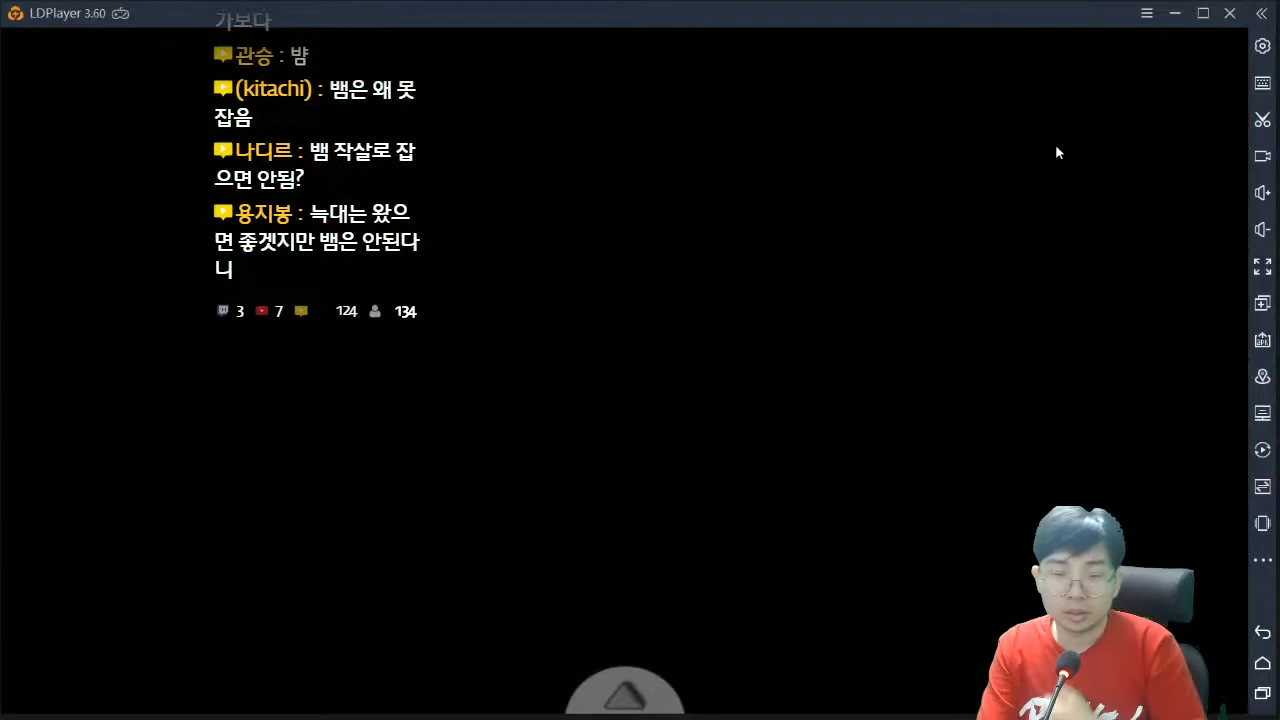 LDPlayer 3.60
가보다
관승 : 뱜
(kitachi) : 뱀은 왜 못
잡음
나디르 : 뱀 작살로 잡
으면 안됨?
용지봉 : 늑대는 왔으
면 좋겟지만 뱀은 안된다
니
3 7 124 134